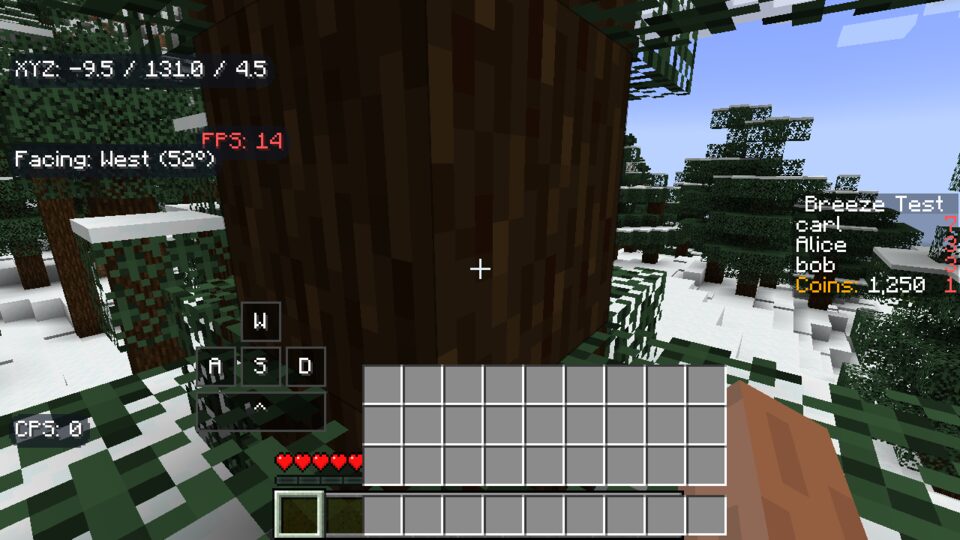 XYZ: -9.5 / 131.0 / 4.5
FPS: 14
Facing: West (52°)
Breeze Test
carl 7
Alice 3
bob
Coins: 1,250 1
W
A S D
^
CPS: 0